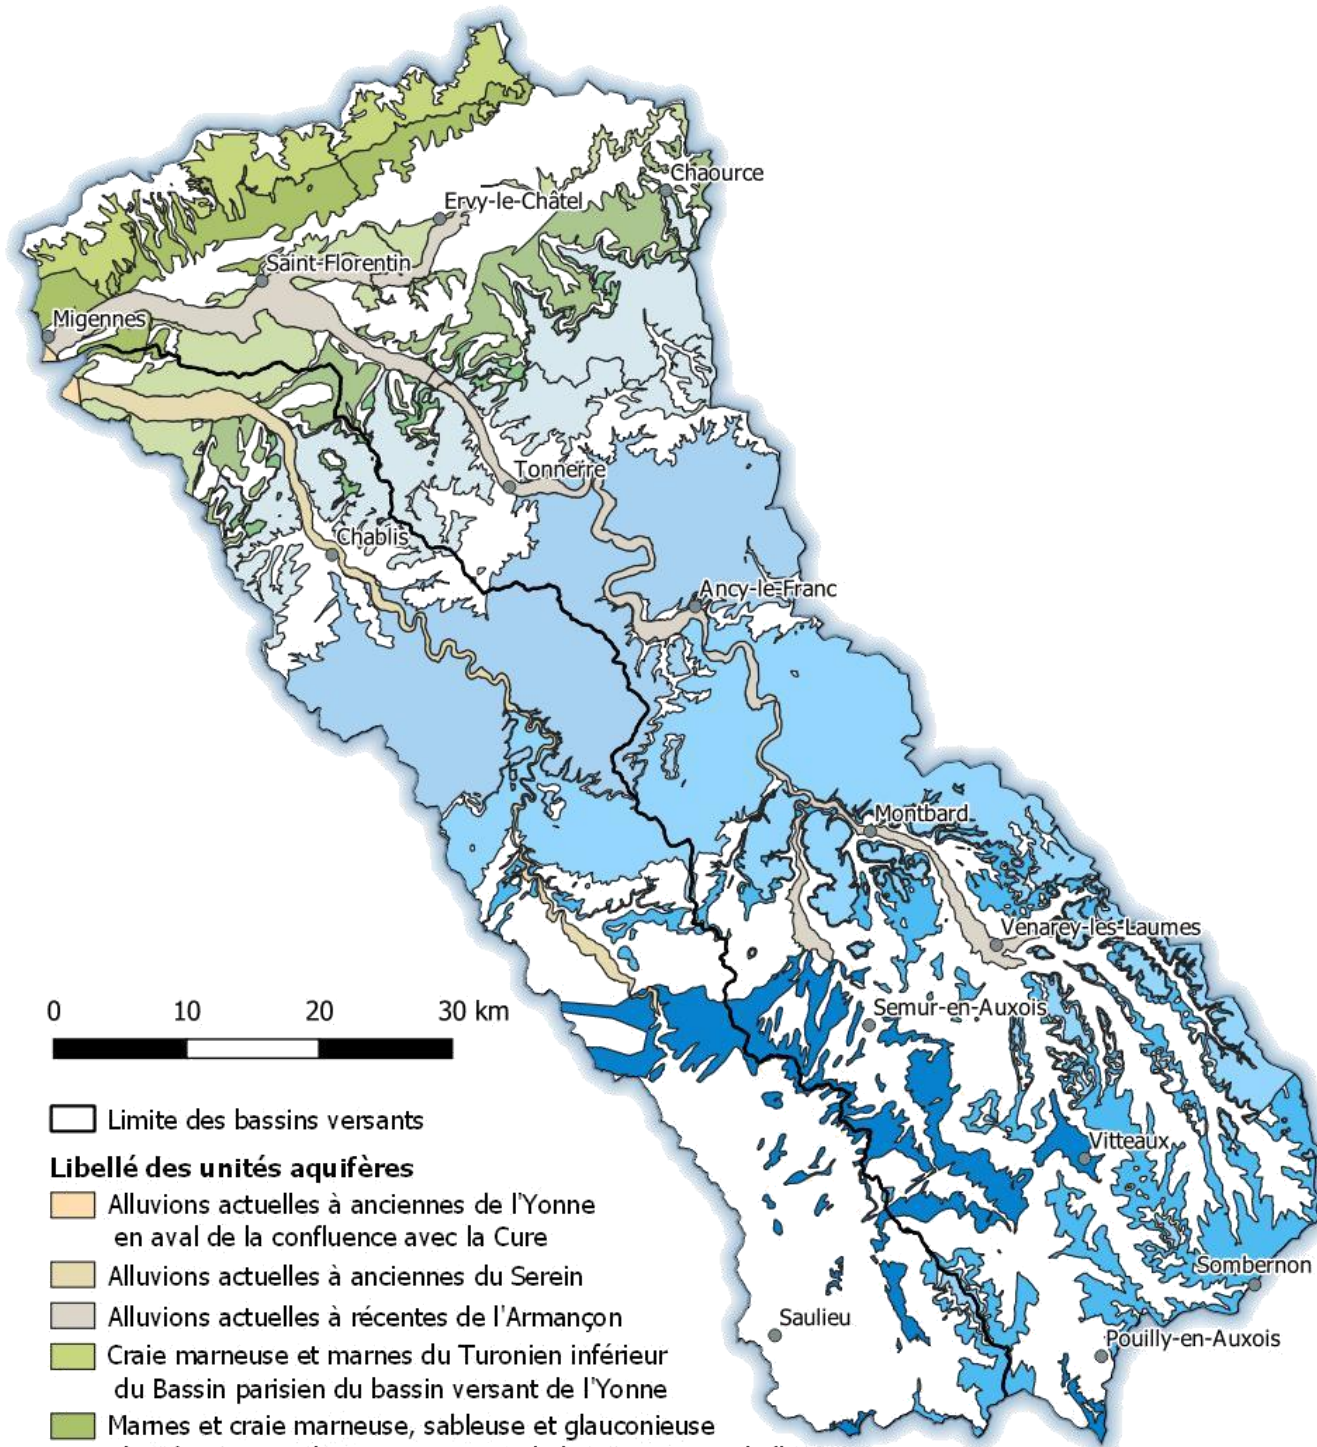 Chaource
Ervy-le-Châtel
Saint-Florentin
Migennes
Tonnerre
Chablis
Ancy-le-Franc
Montbard
Venarey-les-Laumes
Semur-en-Auxois
Vitteaux
Sombernon
Saulieu
Pouilly-en-Auxois
0 10 20 30 km
Limite des bassins versants
Libellé des unités aquifères
Alluvions actuelles à anciennes de l'Yonne
en aval de la confluence avec la Cure
Alluvions actuelles à anciennes du Serein
Alluvions actuelles à récentes de l'Armançon
Craie marneuse et marnes du Turonien inférieur
du Bassin parisien du bassin versant de l'Yonne
Marnes et craie marneuse, sableuse et glauconieuse